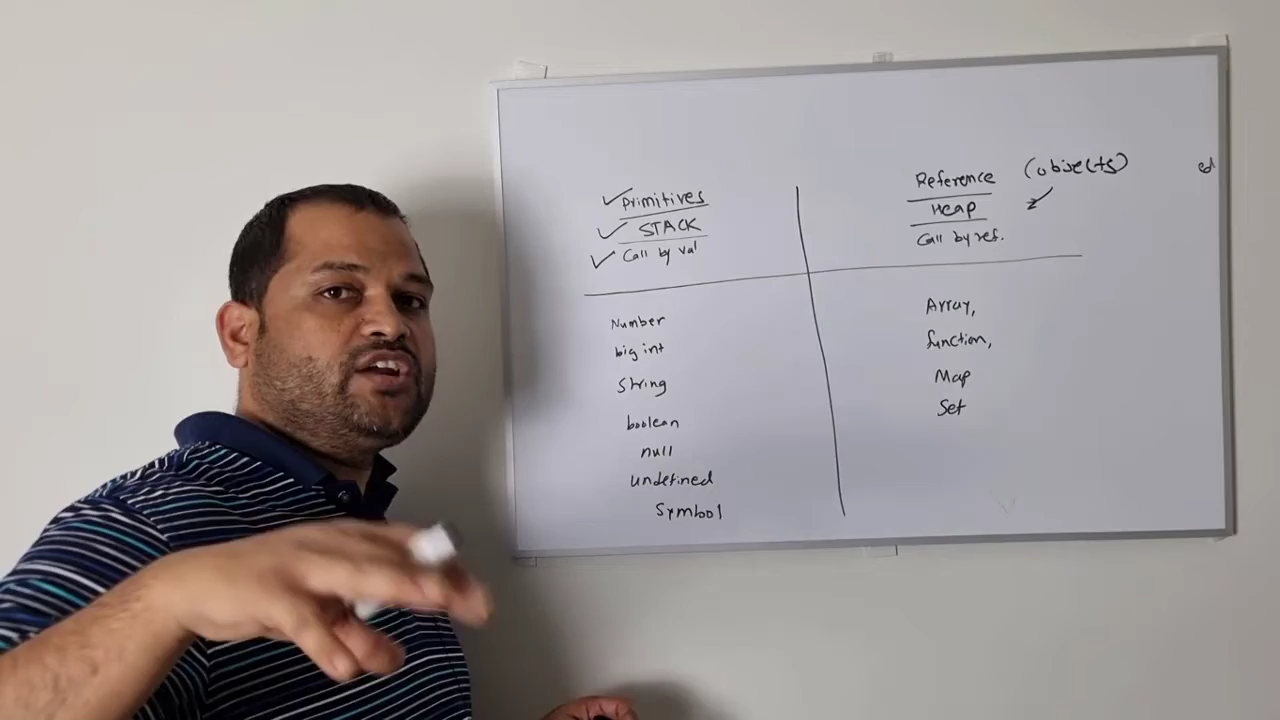 Primitives
STACK
Call by val
Number
big int
String
boolean
null
undefined
Symbol
Reference (objects)
Heap
Call by ref.
Array,
function,
Map
Set